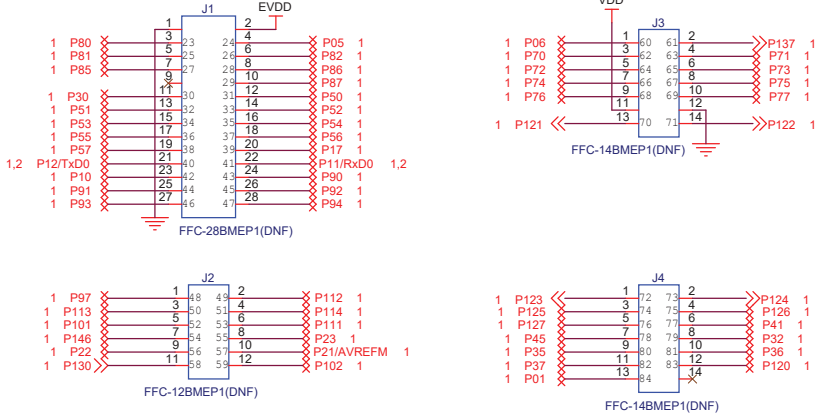 J1
EVDD
1 2
1 P80 3 23 24 4 P05 1
1 P81 5 25 26 6 P82 1
1 P85 7 27 28 8 P86 1
9 29 10 P87 1
1 P30 11 30 31 12 P50 1
1 P51 13 32 33 14 P52 1
1 P53 15 34 35 16 P54 1
1 P55 17 36 37 18 P56 1
1 P57 19 38 39 20 P17 1
1,2 P12/TxD0 21 40 41 22 P11/RxD0 1,2
1 P10 23 42 43 24 P90 1
1 P91 25 44 45 26 P92 1
1 P93 27 46 47 28 P94 1
FFC-28BMEP1(DNF)
VDD
J3
1 P06 1 60 61 2 P137 1
1 P70 3 62 63 4 P71 1
1 P72 5 64 65 6 P73 1
1 P74 7 66 67 8 P75 1
1 P76 9 68 69 10 P77 1
11 12
1 P121 13 70 71 14 P122 1
FFC-14BMEP1(DNF)
J2
1 P97 1 48 49 2 P112 1
1 P113 3 50 51 4 P114 1
1 P101 5 52 53 6 P111 1
1 P146 7 54 55 8 P23 1
1 P22 9 56 57 10 P21/AVREFM 1
1 P130 11 58 59 12 P102 1
FFC-12BMEP1(DNF)
J4
1 P123 1 72 73 2 P124 1
1 P125 3 74 75 4 P126 1
1 P127 5 76 77 6 P41 1
1 P45 7 78 79 8 P32 1
1 P35 9 80 81 10 P36 1
1 P37 11 82 83 12 P120 1
1 P01 13 84 14
FFC-14BMEP1(DNF)